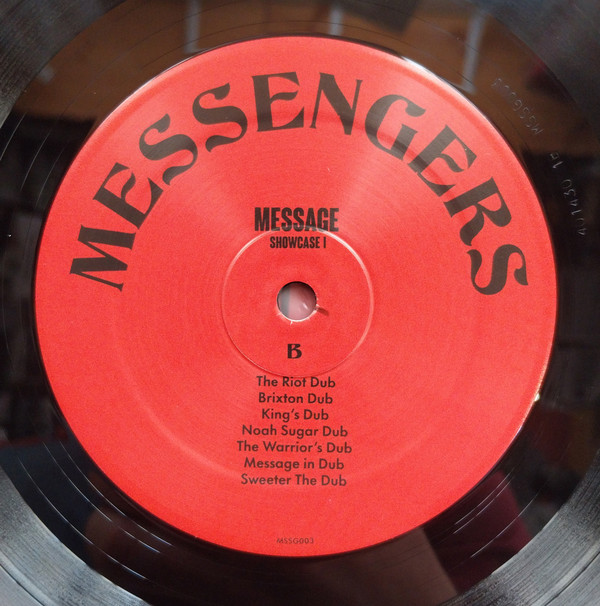 MESSENGERS
MESSAGE
SHOWCASE I
B
The Riot Dub
Brixton Dub
King's Dub
Noah Sugar Dub
The Warrior's Dub
Message in Dub
Sweeter The Dub
MSSG003